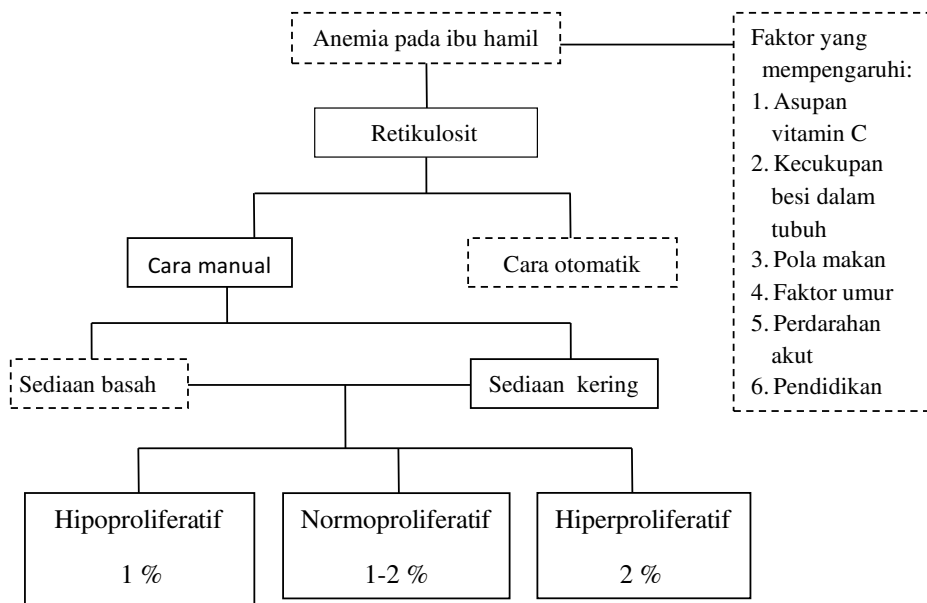 Anemia pada ibu hamil
Faktor yang
mempengaruhi:
1. Asupan
vitamin C
2. Kecukupan
besi dalam
tubuh
3. Pola makan
4. Faktor umur
5. Perdarahan
akut
6. Pendidikan
Retikulosit
Cara manual
Cara otomatik
Sediaan basah
Sediaan kering
Hipoproliferatif
1 %
Normoproliferatif
1-2 %
Hiperproliferatif
2 %